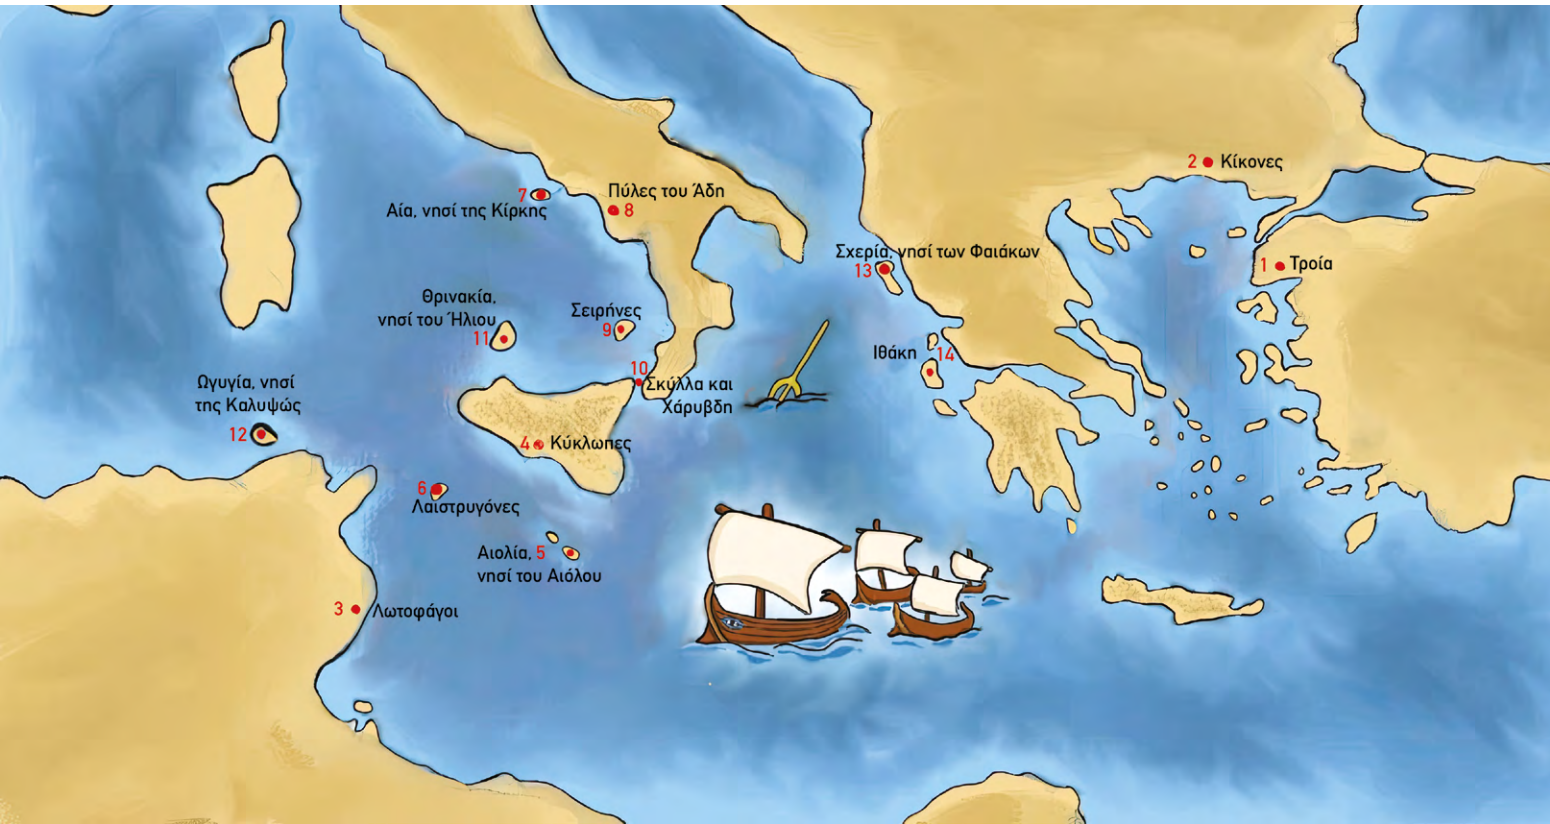 2 Κίκονες
Πύλες του Άδη
7
8
Αία, νησί της Κίρκης
Σχερία, νησί των Φαιάκων
13
1 Τροία
Θρινακία,
νησί του Ήλιου
11
Σειρήνες
9
Ιθάκη 14
10
Σκύλλα και
Χάρυβδη
Ωγυγία, νησί
της Καλυψώς
12
4 Κύκλωπες
6
Λαιστρυγόνες
Αιολία, 5
νησί του Αιόλου
3 Λωτοφάγοι